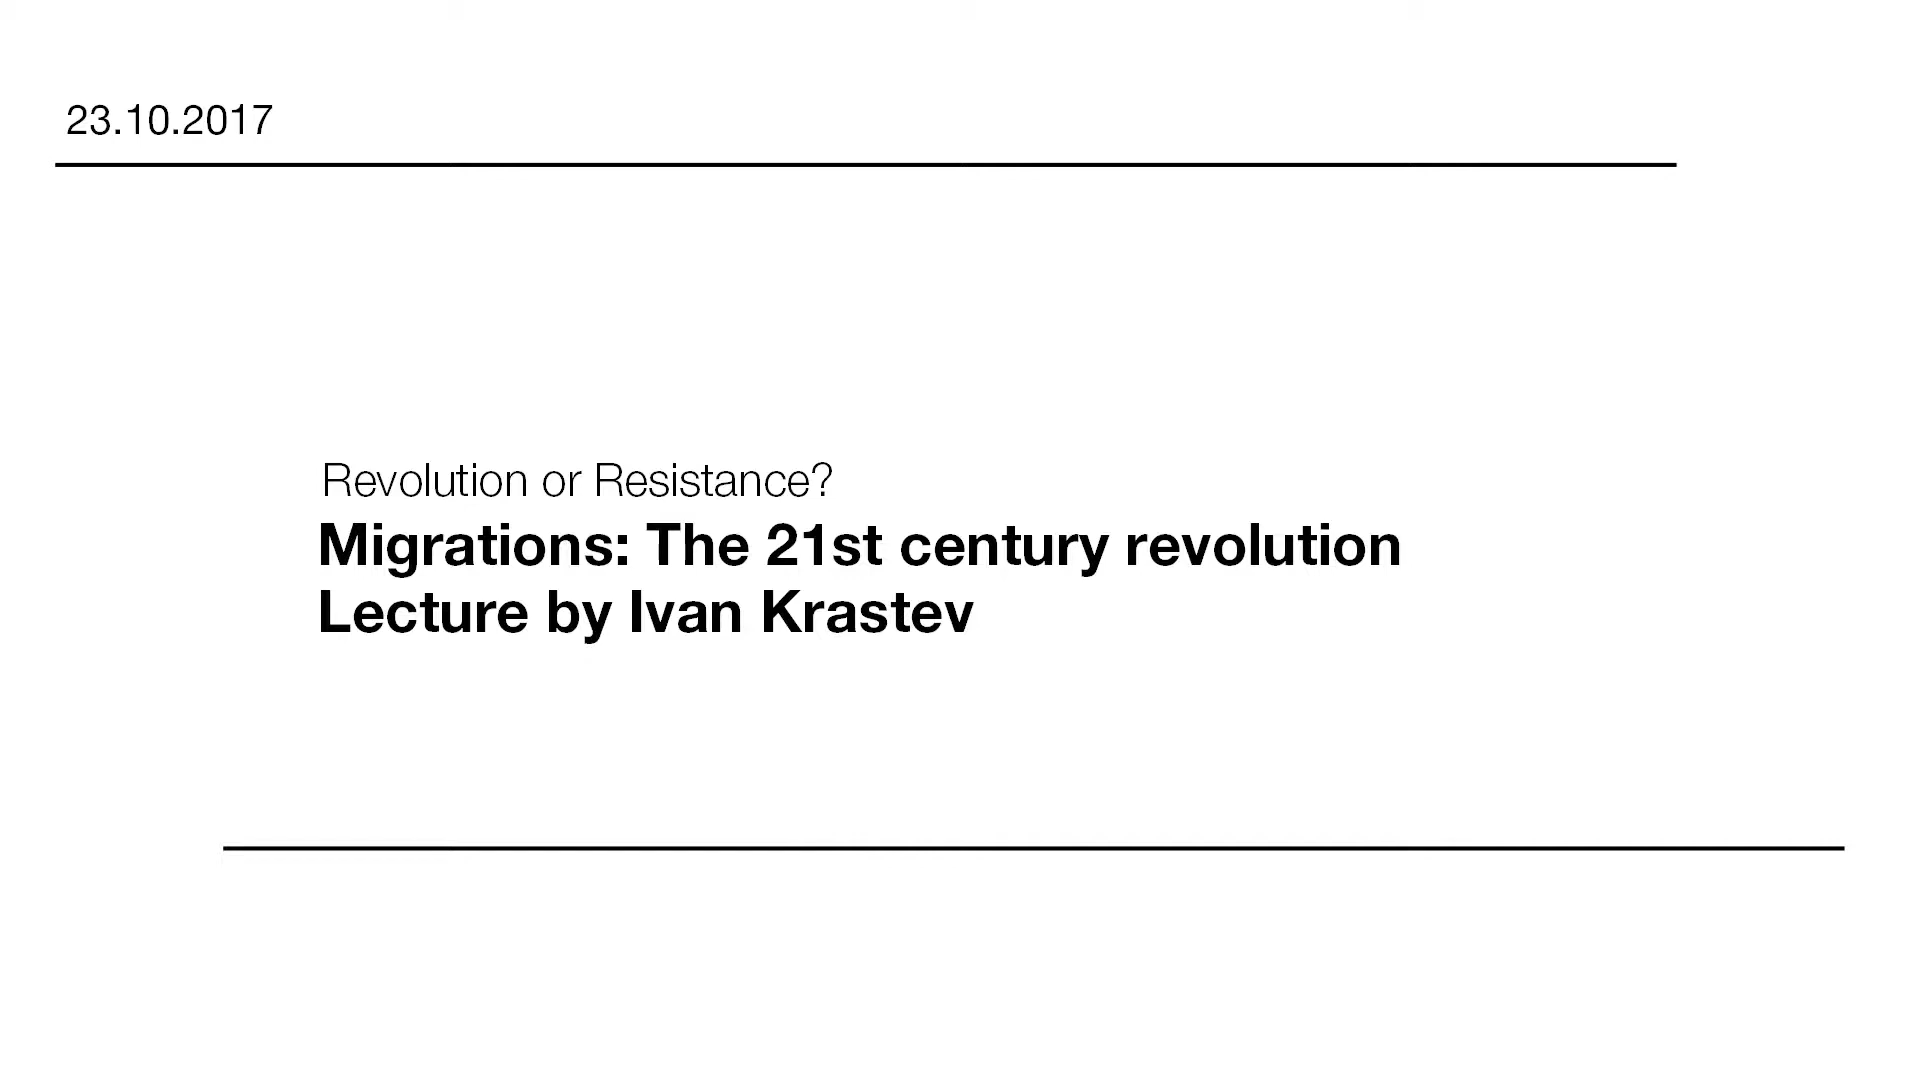 23.10.2017
Revolution or Resistance?
Migrations: The 21st century revolution
Lecture by Ivan Krastev